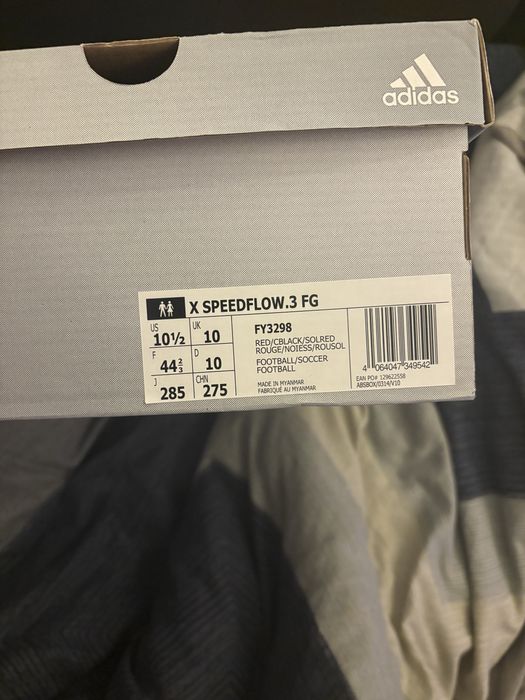 adidas
X SPEEDFLOW.3 FG
US
10½
UK
10
F
44⅔
D
10
J
285
CHN
275
FY3298
RED/CBLACK/SOLRED
ROUGE/NOIESS/ROUSOL
FOOTBALL/SOCCER
FOOTBALL
MADE IN MYANMAR
FABRIQUÉ AU MYANMAR
4 064047 349542
EAN PO# 129622558
ABSBOX/0314/V10